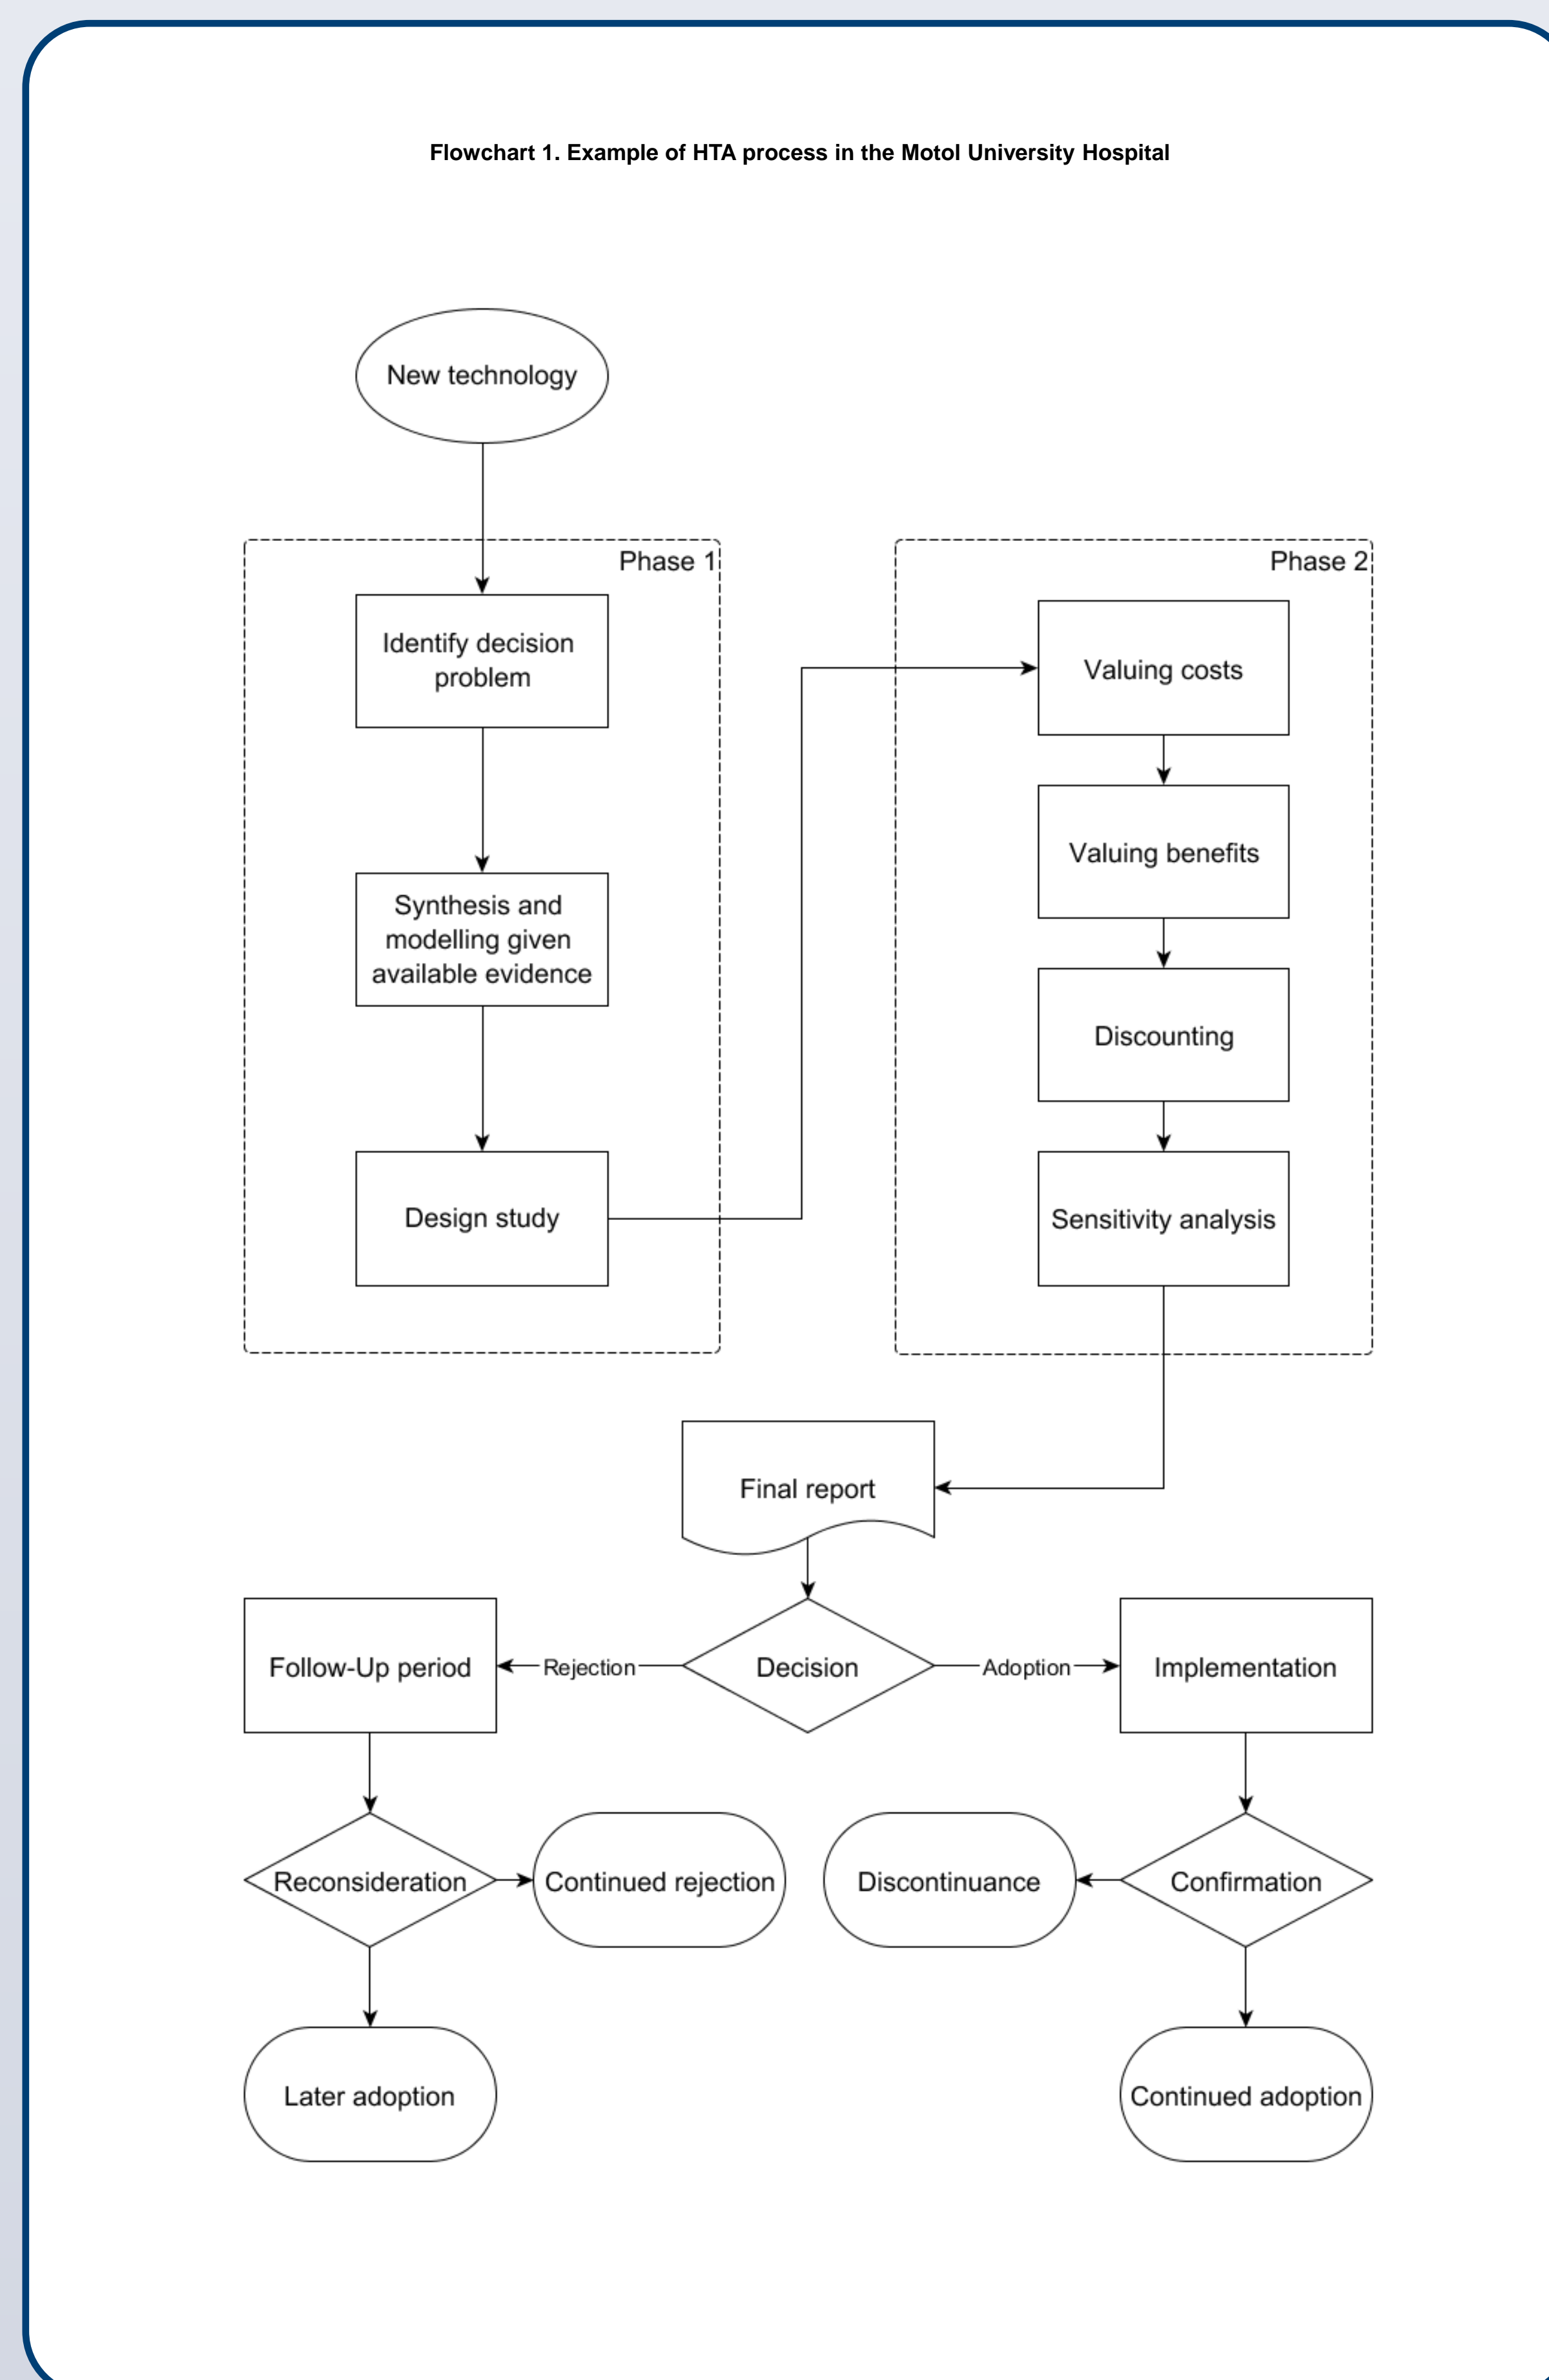 Flowchart 1. Example of HTA process in the Motol University Hospital
New technology
Phase 1
Identify decision
problem
Synthesis and
modelling given
available evidence
Design study
Phase 2
Valuing costs
Valuing benefits
Discounting
Sensitivity analysis
Final report
Follow-Up period
Rejection
Decision
Adoption
Implementation
Reconsideration
Continued rejection
Discontinuance
Confirmation
Later adoption
Continued adoption